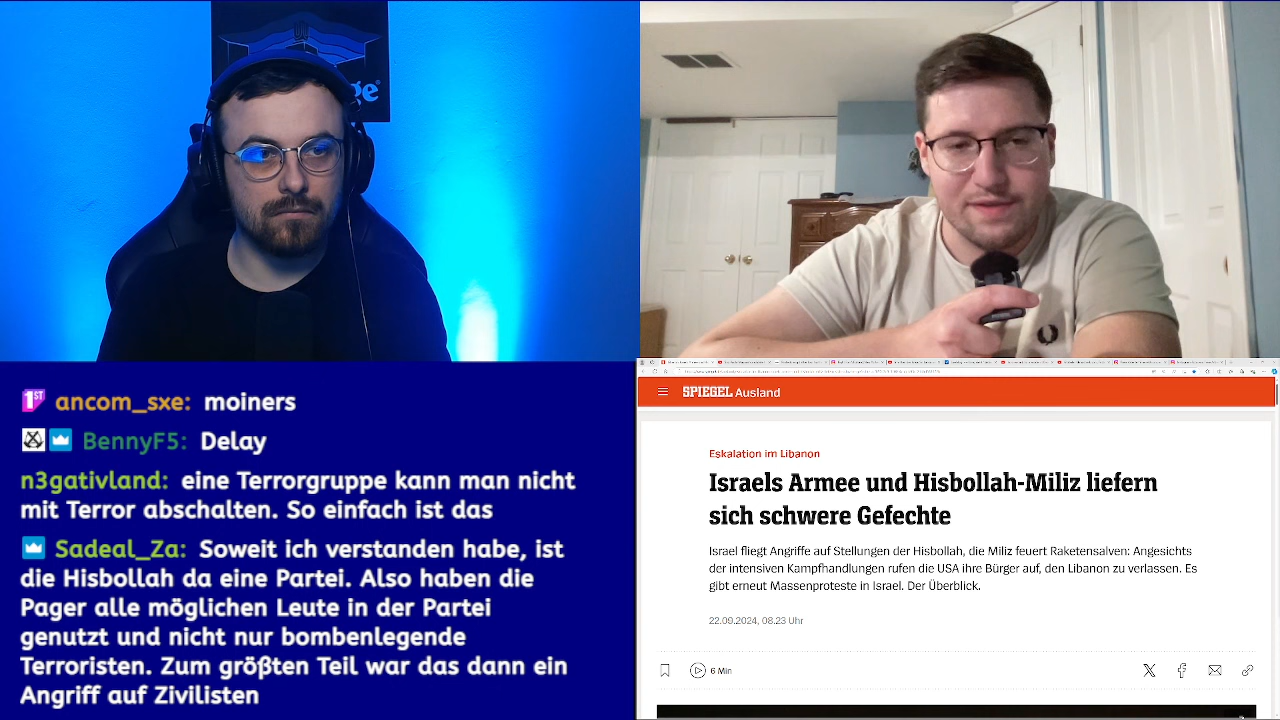 ge®
ancom_sxe: moiners
BennyF5: Delay
n3gativland: eine Terrorgruppe kann man nicht
mit Terror abschalten. So einfach ist das
Sadeal_Za: Soweit ich verstanden habe, ist
die Hisbollah da eine Partei. Also haben die
Pager alle möglichen Leute in der Partei
genutzt und nicht nur bombenlegende
Terroristen. Zum größten Teil war das dann ein
Angriff auf Zivilisten
SPIEGEL Ausland
Eskalation im Libanon
Israels Armee und Hisbollah-Miliz liefern
sich schwere Gefechte
Israel fliegt Angriffe auf Stellungen der Hisbollah, die Miliz feuert Raketensalven: Angesichts
der intensiven Kampfhandlungen rufen die USA ihre Bürger auf, den Libanon zu verlassen. Es
gibt erneut Massenproteste in Israel. Der Überblick.
22.09.2024, 08.23 Uhr
6 Min